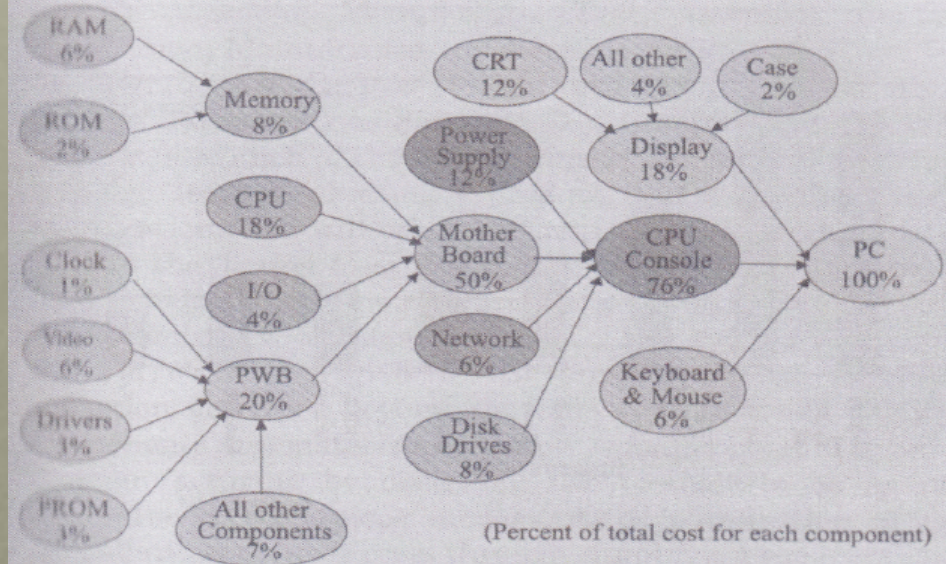 RAM
6%
ROM
2%
Memory
8%
CPU
18%
I/O
4%
Clock
1%
Video
6%
Drivers
3%
PROM
3%
PWB
20%
All other
Components
7%
CRT
12%
All other
4%
Case
2%
Power
Supply
12%
Display
18%
Mother
Board
50%
CPU
Console
76%
PC
100%
Network
6%
Keyboard
& Mouse
6%
Disk
Drives
8%
(Percent of total cost for each component)